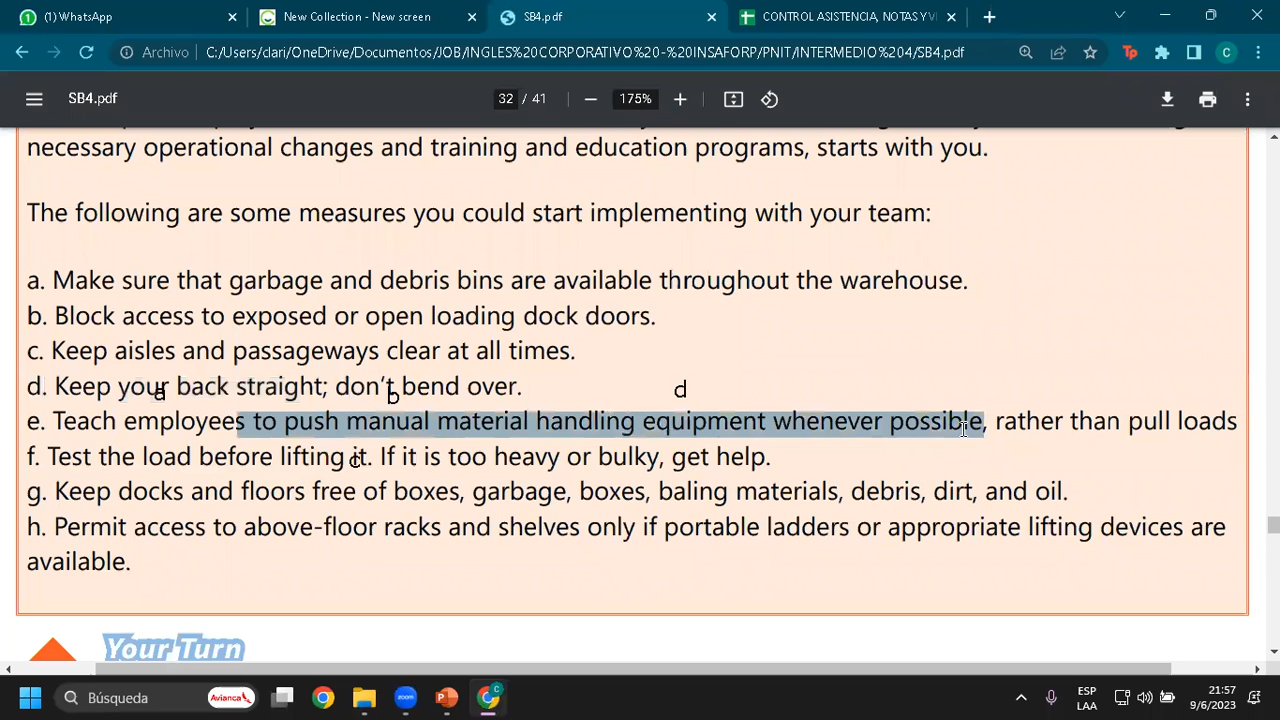 (1) WhatsApp
New Collection - New screen
SB4.pdf
CONTROL ASISTENCIA, NOTAS Y VI
Archivo
C:/Users/clari/OneDrive/Documentos/JOB/INGLES%20CORPORATIVO%20-%20INSAFORP/PNIT/INTERMEDIO%204/SB4.pdf
SB4.pdf
32 / 41
175%
necessary operational changes and training and education programs, starts with you.
The following are some measures you could start implementing with your team:
a. Make sure that garbage and debris bins are available throughout the warehouse.
b. Block access to exposed or open loading dock doors.
c. Keep aisles and passageways clear at all times.
d. Keep your back straight; don't bend over.
a
b
d
e. Teach employees to push manual material handling equipment whenever possible, rather than pull loads
f. Test the load before lifting it. If it is too heavy or bulky, get help.
g. Keep docks and floors free of boxes, garbage, boxes, baling materials, debris, dirt, and oil.
h. Permit access to above-floor racks and shelves only if portable ladders or appropriate lifting devices are
available.
Your Turn
Búsqueda
Avianca
ESP
LAA
21:57
9/6/2023